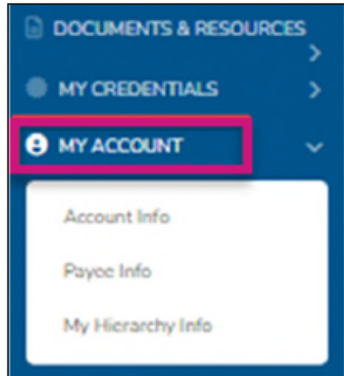 DOCUMENTS & RESOURCES
MY CREDENTIALS
MY ACCOUNT
Account Info
Payee Info
My Hierarchy Info